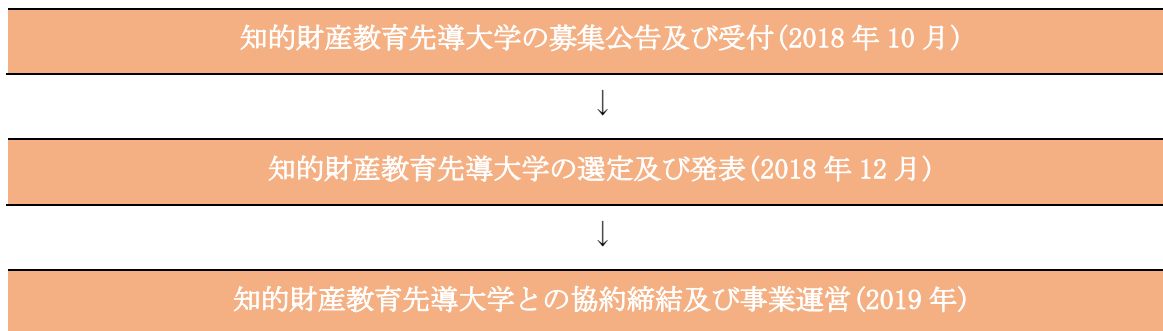 知的財産教育先導大学の募集公告及び受付(2018 年 10 月)
↓
知的財産教育先導大学の選定及び発表(2018 年 12 月)
↓
知的財産教育先導大学との協約締結及び事業運営(2019 年)